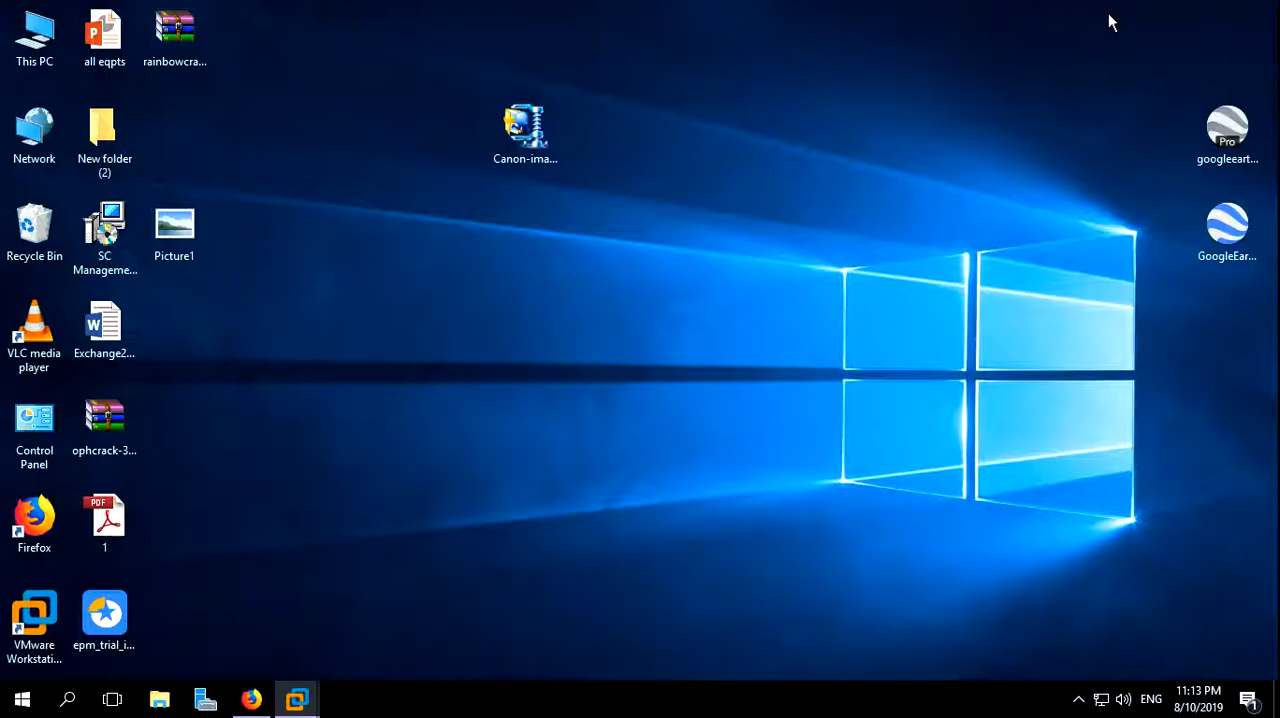 This PC
all eqpts
rainbowcra...
Network
New folder
(2)
Canon-ima...
Pro
googleeart...
Recycle Bin
SC
Manageme...
Picture1
GoogleEar...
VLC media
player
W
Exchange2...
Control
Panel
ophcrack-3...
Firefox
PDF
1
VMware
Workstati...
epm_trial_i...
P
ENG
11:13 PM
8/10/2019
1